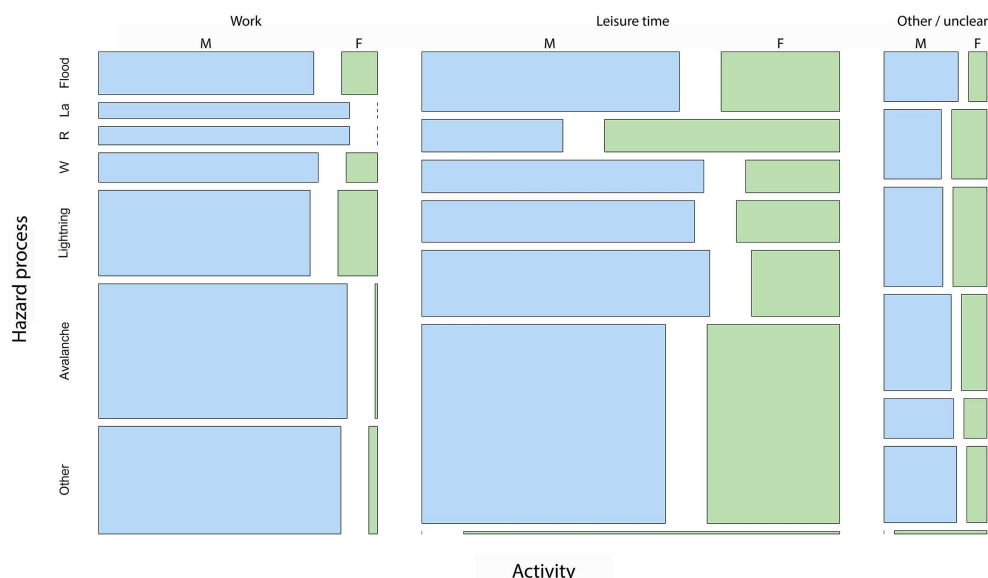 Work Leisure time Other / unclear
M F M F M F
Flood
La
R
W
Lightning
Avalanche
Other
Hazard process
Activity